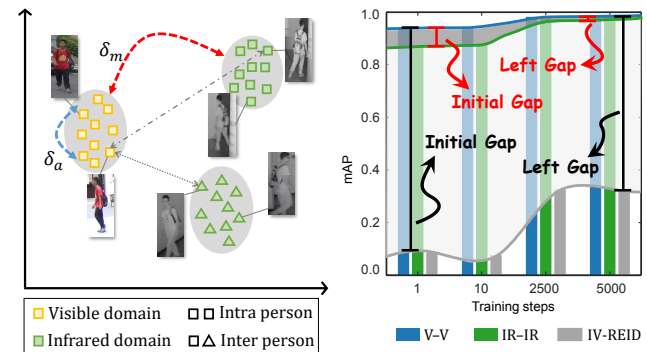 δm
δa
Visible domain
Intra person
Infrared domain
Inter person
mAP
1.0
0.8
0.6
0.4
0.2
0.0
Left Gap
Initial Gap
Initial Gap
Left Gap
1 10 2500 5000
Training steps
V–V IR–IR IV-REID